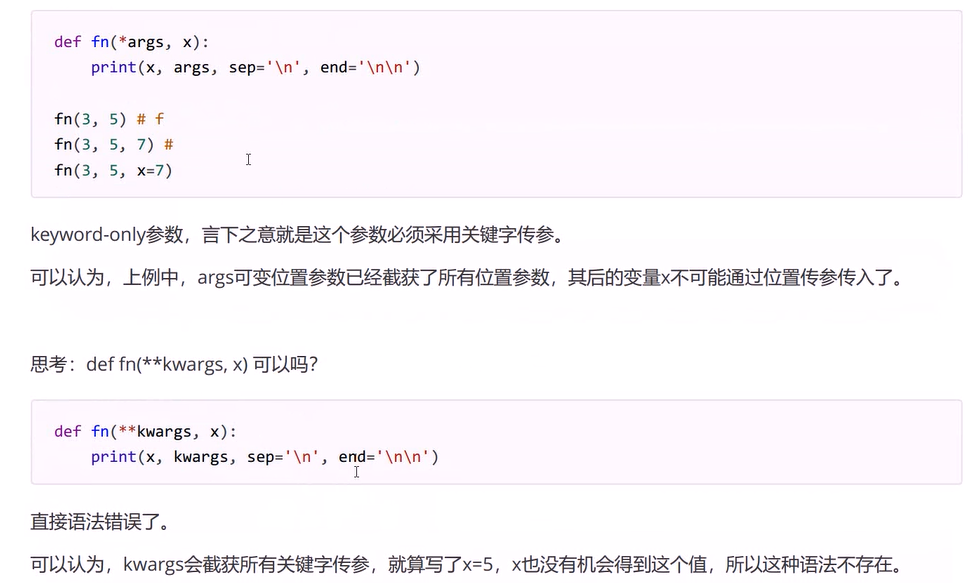 def fn(*args, x):
    print(x, args, sep='\n', end='\n\n')
fn(3, 5) # f
fn(3, 5, 7) #
fn(3, 5, x=7)
keyword-only参数，言下之意就是这个参数必须采用关键字传参。
可以认为，上例中，args可变位置参数已经截获了所有位置参数，其后的变量x不可能通过位置传参传入了。
思考：def fn(**kwargs, x) 可以吗？
def fn(**kwargs, x):
    print(x, kwargs, sep='\n', end='\n\n')
直接语法错误了。
可以认为，kwargs会截获所有关键字传参，就算写了x=5，x也没有机会得到这个值，所以这种语法不存在。